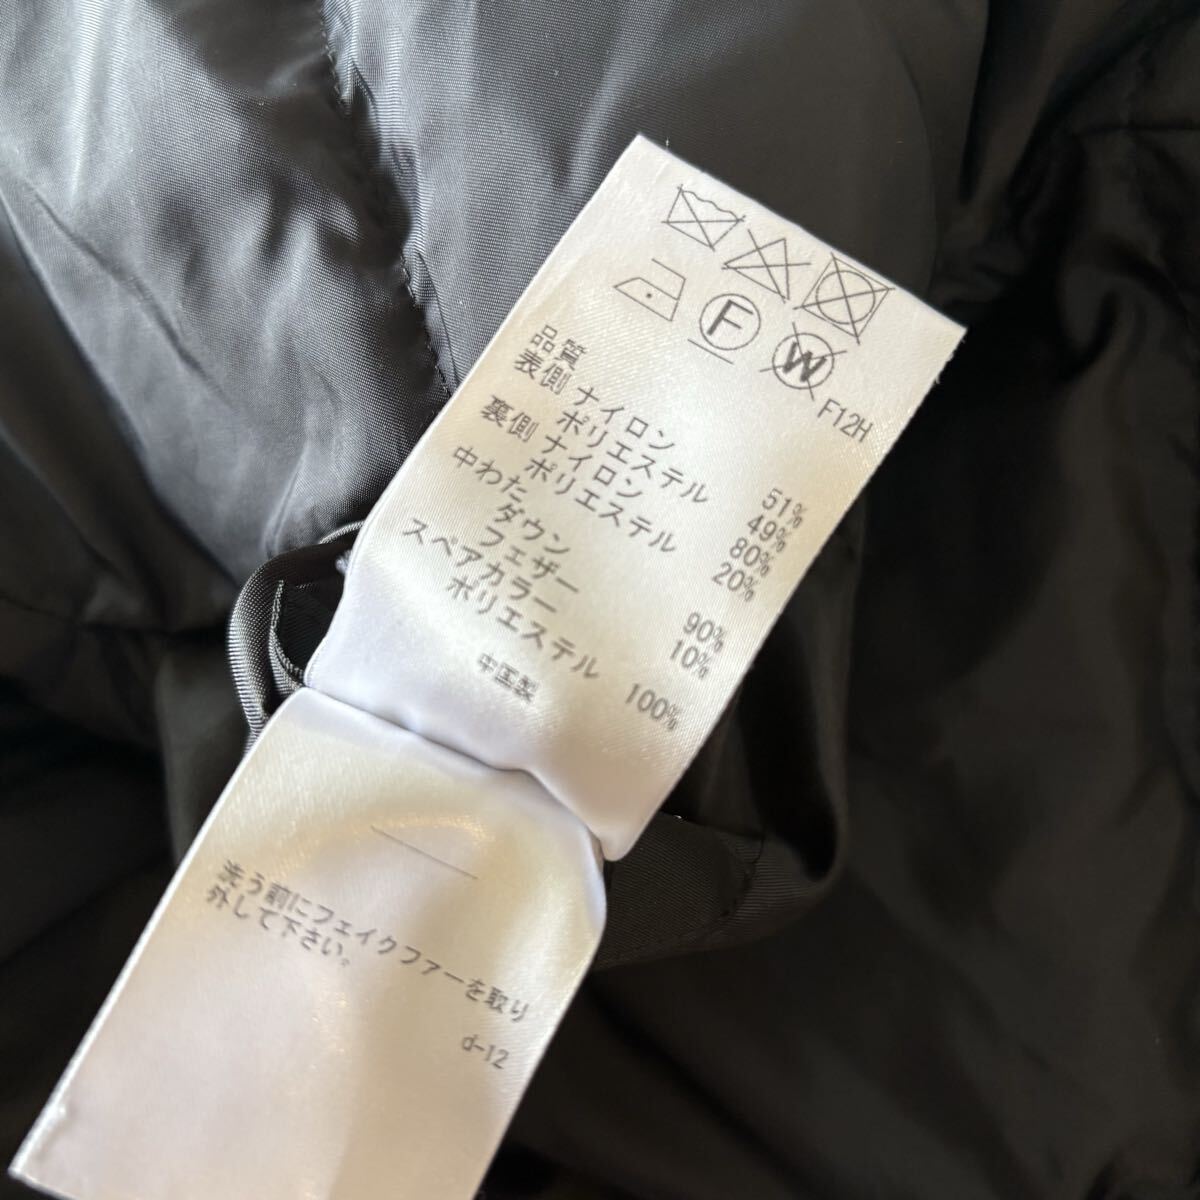 F W F12H
品質
表側 ナイロン 51%
ポリエステル 49%
裏側 ナイロン 80%
ポリエステル 20%
中わた
ダウン 90%
フェザー 10%
スペアカラー
ポリエステル 100%
中国製
洗う前にフェイクファーを取り
外して下さい。
d-12